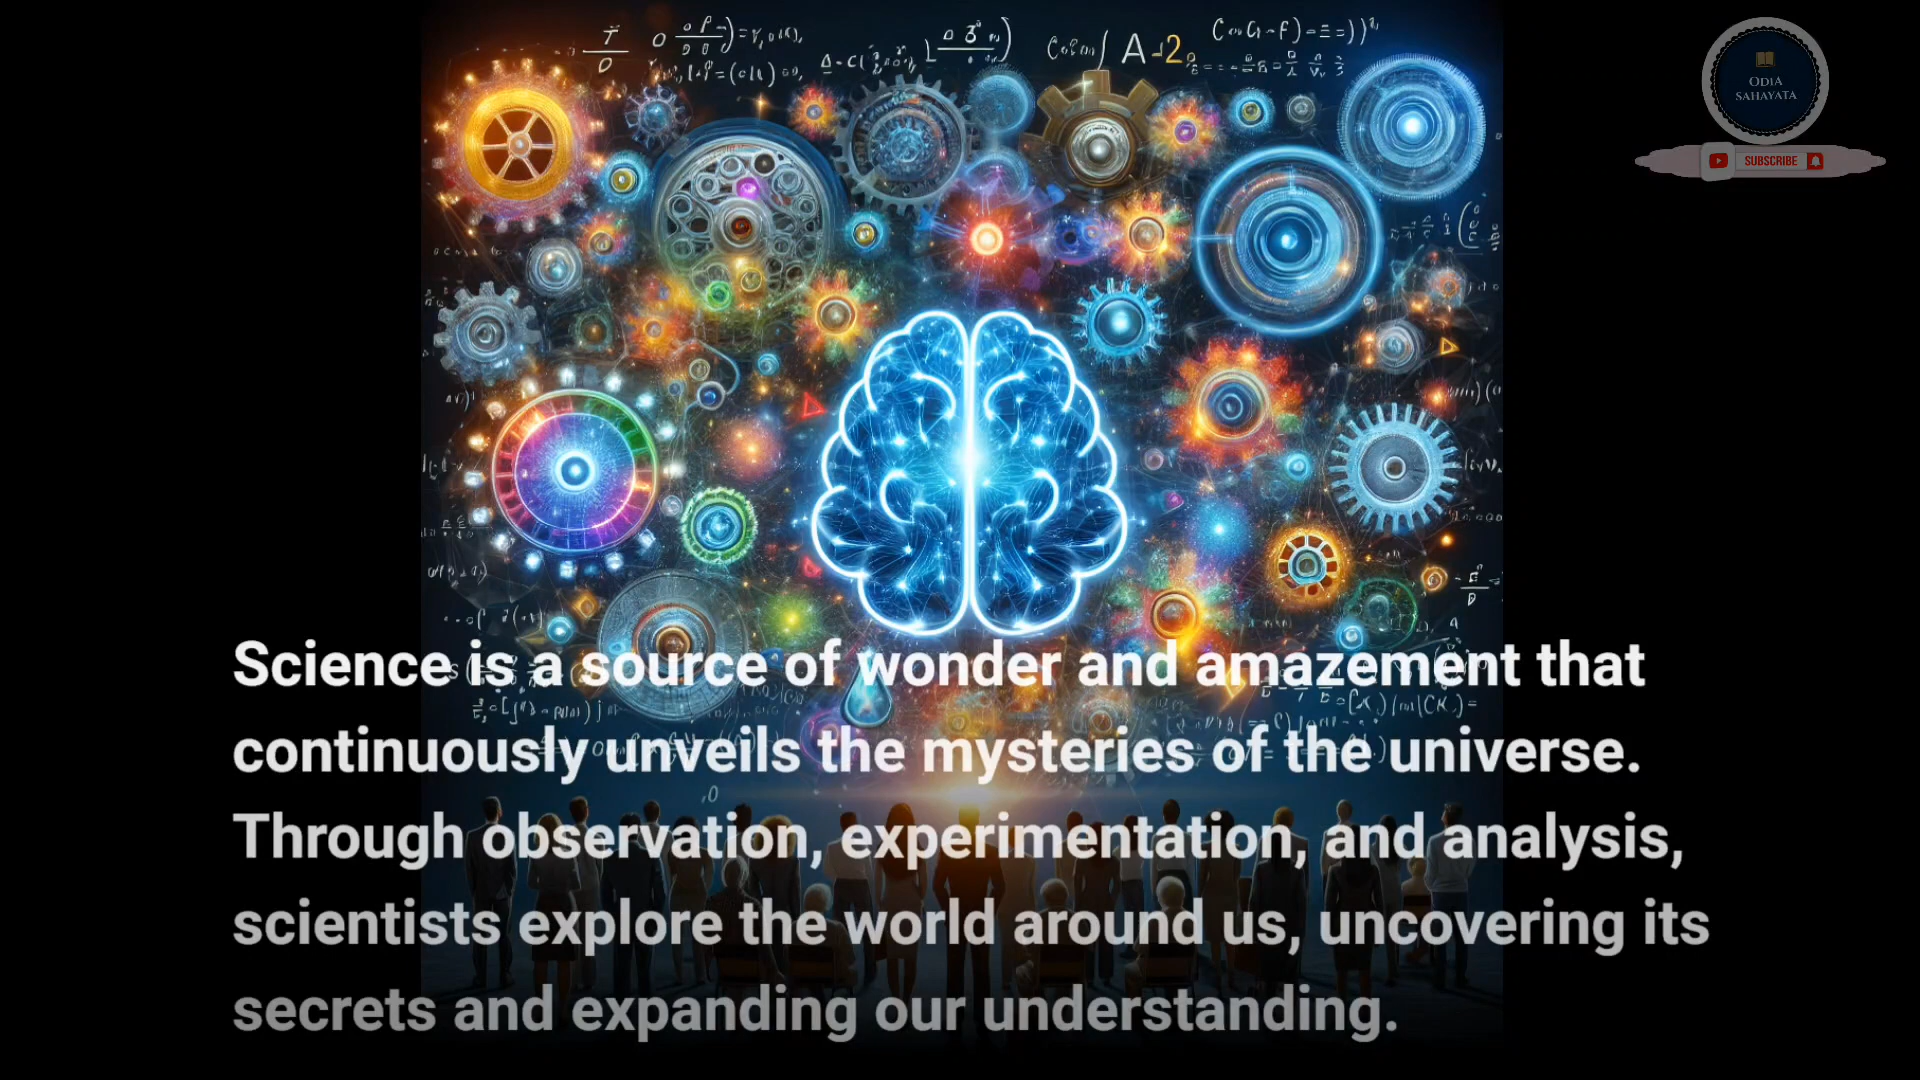 ODIA
SAHAYATA
SUBSCRIBE
Science is a source of wonder and amazement that
continuously unveils the mysteries of the universe.
Through observation, experimentation, and analysis,
scientists explore the world around us, uncovering its
secrets and expanding our understanding.